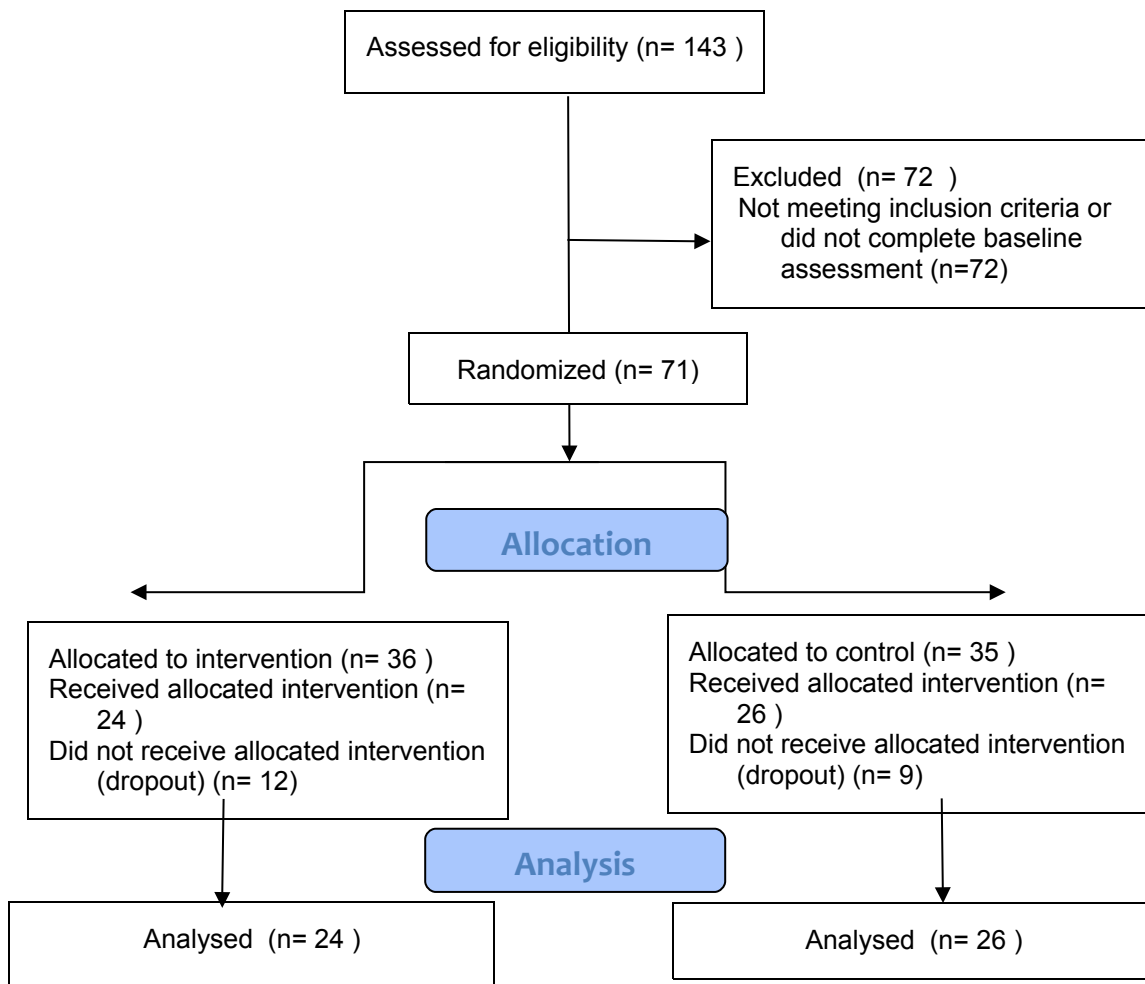 Assessed for eligibility (n= 143 )
Excluded (n= 72 )
Not meeting inclusion criteria or
did not complete baseline
assessment (n=72)
Randomized (n= 71)
Allocation
Allocated to intervention (n= 36 )
Received allocated intervention (n=
24 )
Did not receive allocated intervention
(dropout) (n= 12)
Allocated to control (n= 35 )
Received allocated intervention (n=
26 )
Did not receive allocated intervention
(dropout) (n= 9)
Analysis
Analysed (n= 24 )
Analysed (n= 26 )